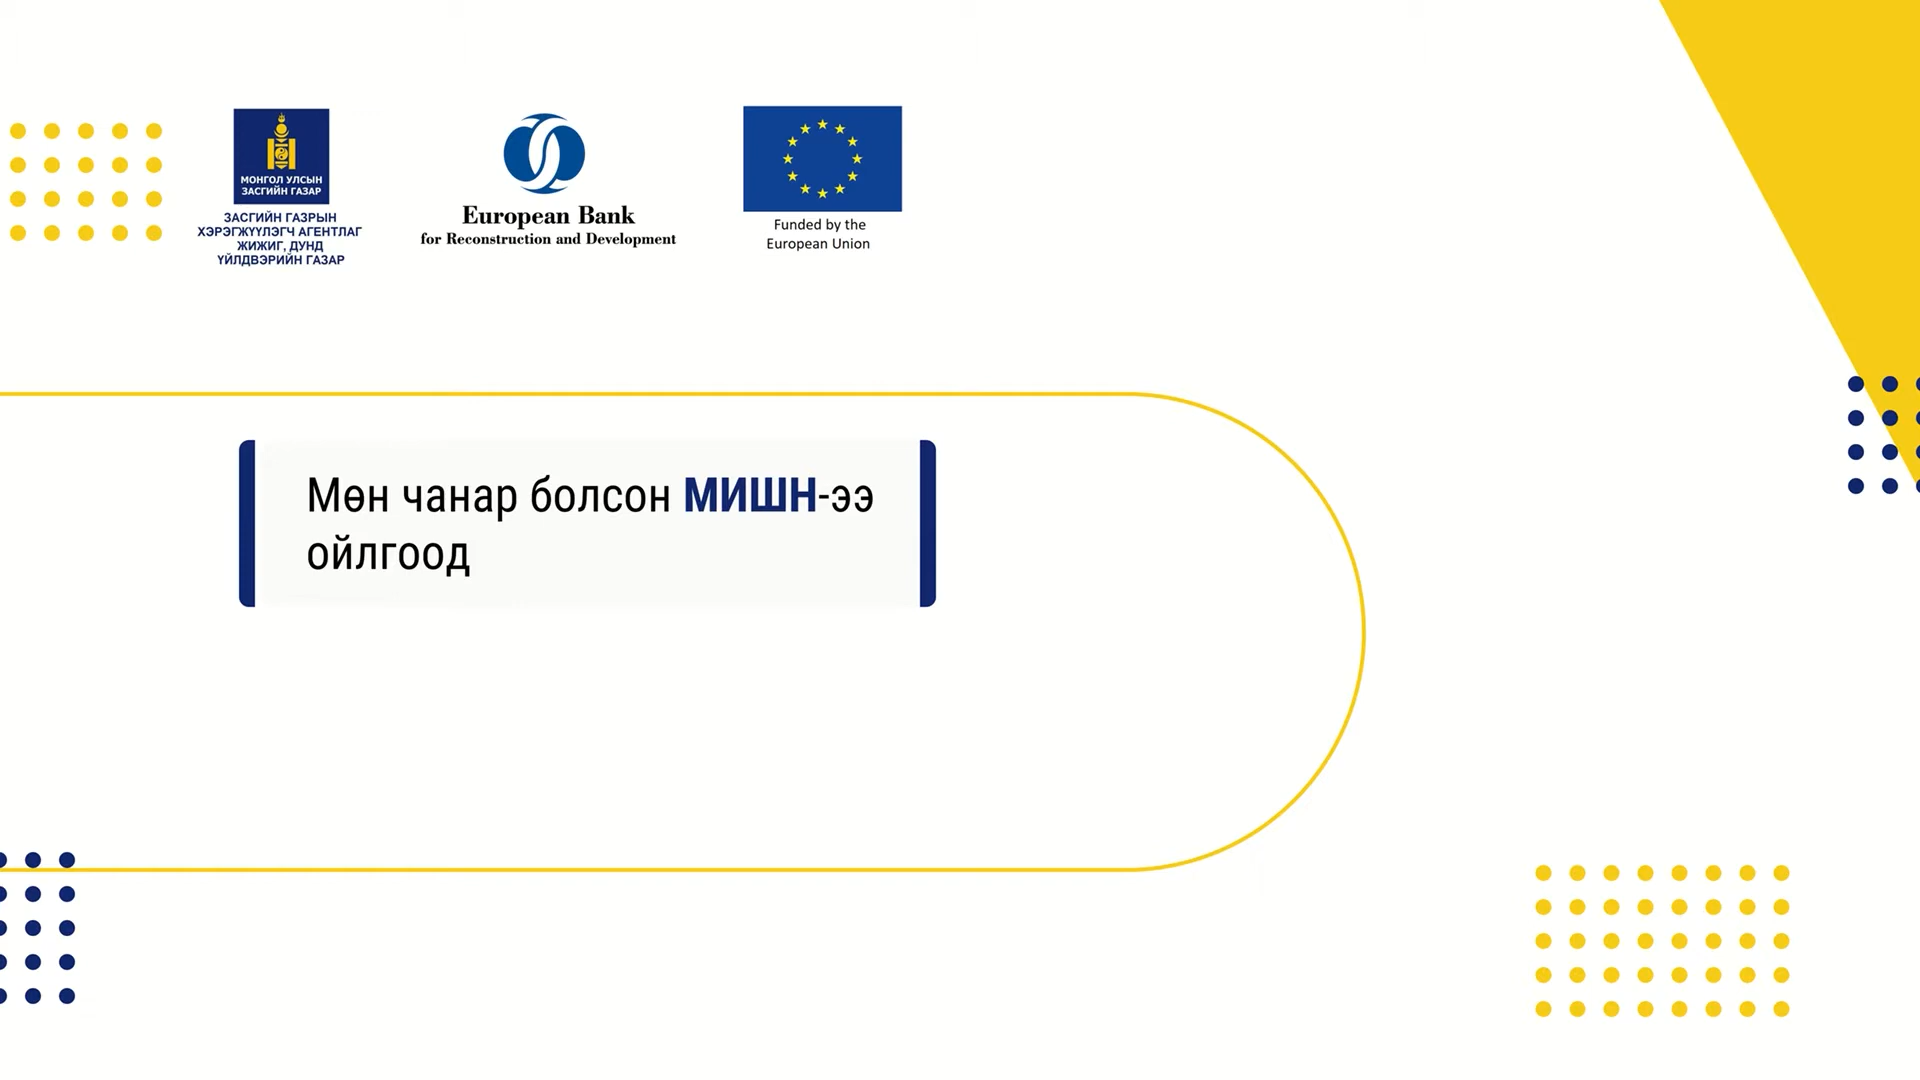 МОНГОЛ УЛСЫН
ЗАСГИЙН ГАЗАР
ЗАСГИЙН ГАЗРЫН
ХЭРЭГЖҮҮЛЭГЧ АГЕНТЛАГ
ЖИЖИГ, ДУНД
ҮЙЛДВЭРИЙН ГАЗАР
European Bank
for Reconstruction and Development
Funded by the
European Union
Мөн чанар болсон МИШН-ээ
ойлгоод